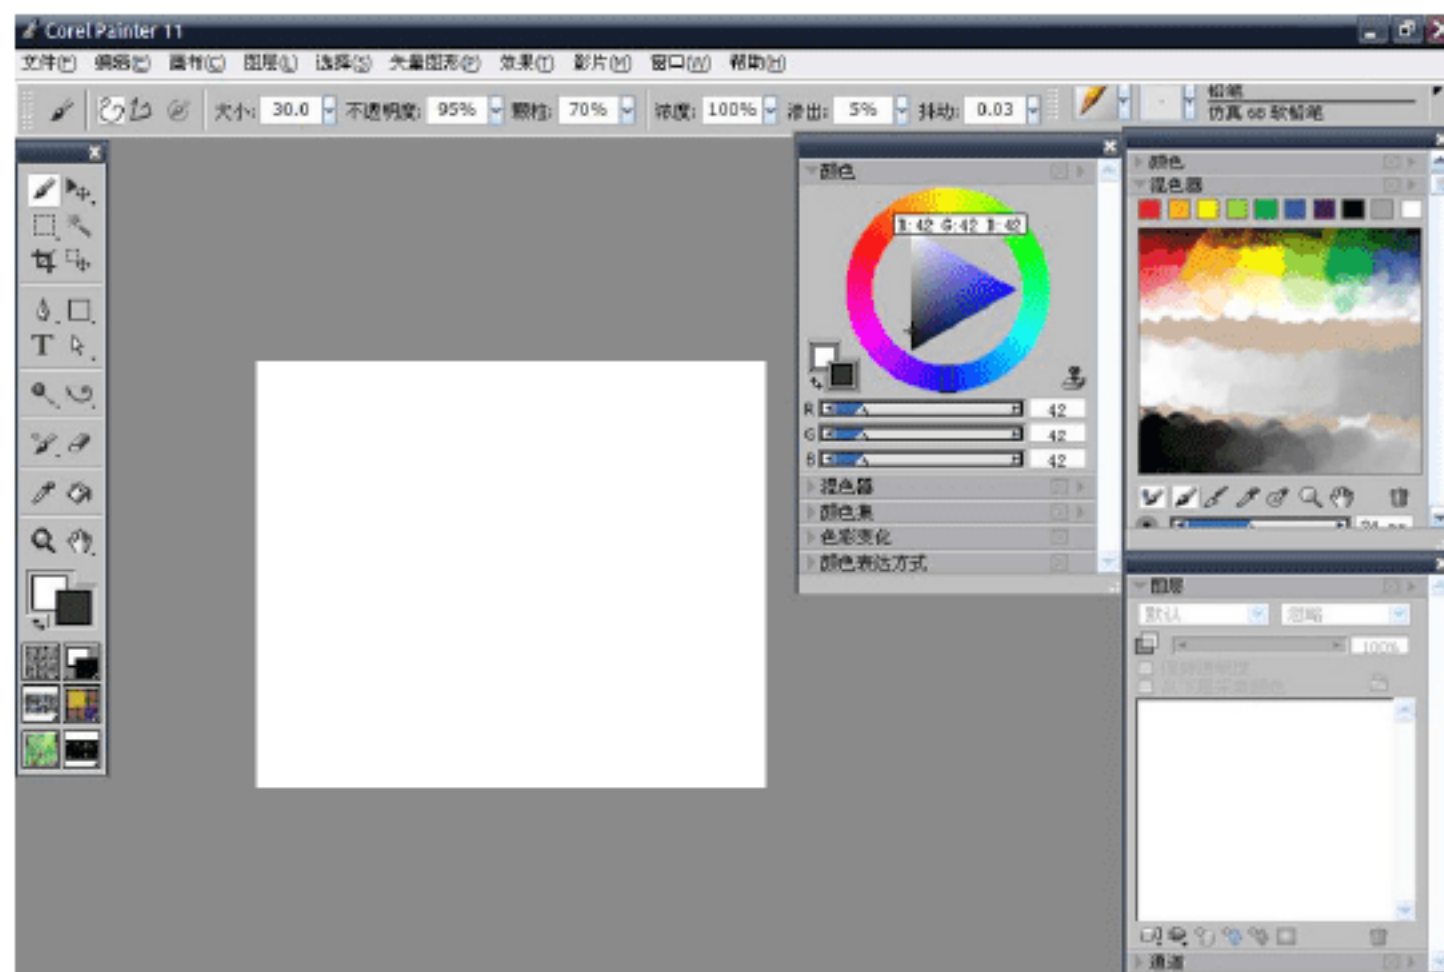 Corel Painter 11
文件(F) 编辑(E) 画布(C) 图层(L) 选择(S) 矢量图形(P) 效果(T) 影片(M) 窗口(W) 帮助(H)
大小: 30.0 不透明度: 95% 颗粒: 70% 浓度: 100% 渗出: 5% 抖动: 0.03
铅笔
仿真 6B 软铅笔
颜色
R: 42 G: 42 B: 42
R 42
G 42
B 42
混色器
颜色集
色彩变化
颜色表达方式
颜色
混色器
T
图层
默认 忽略
100%
通道